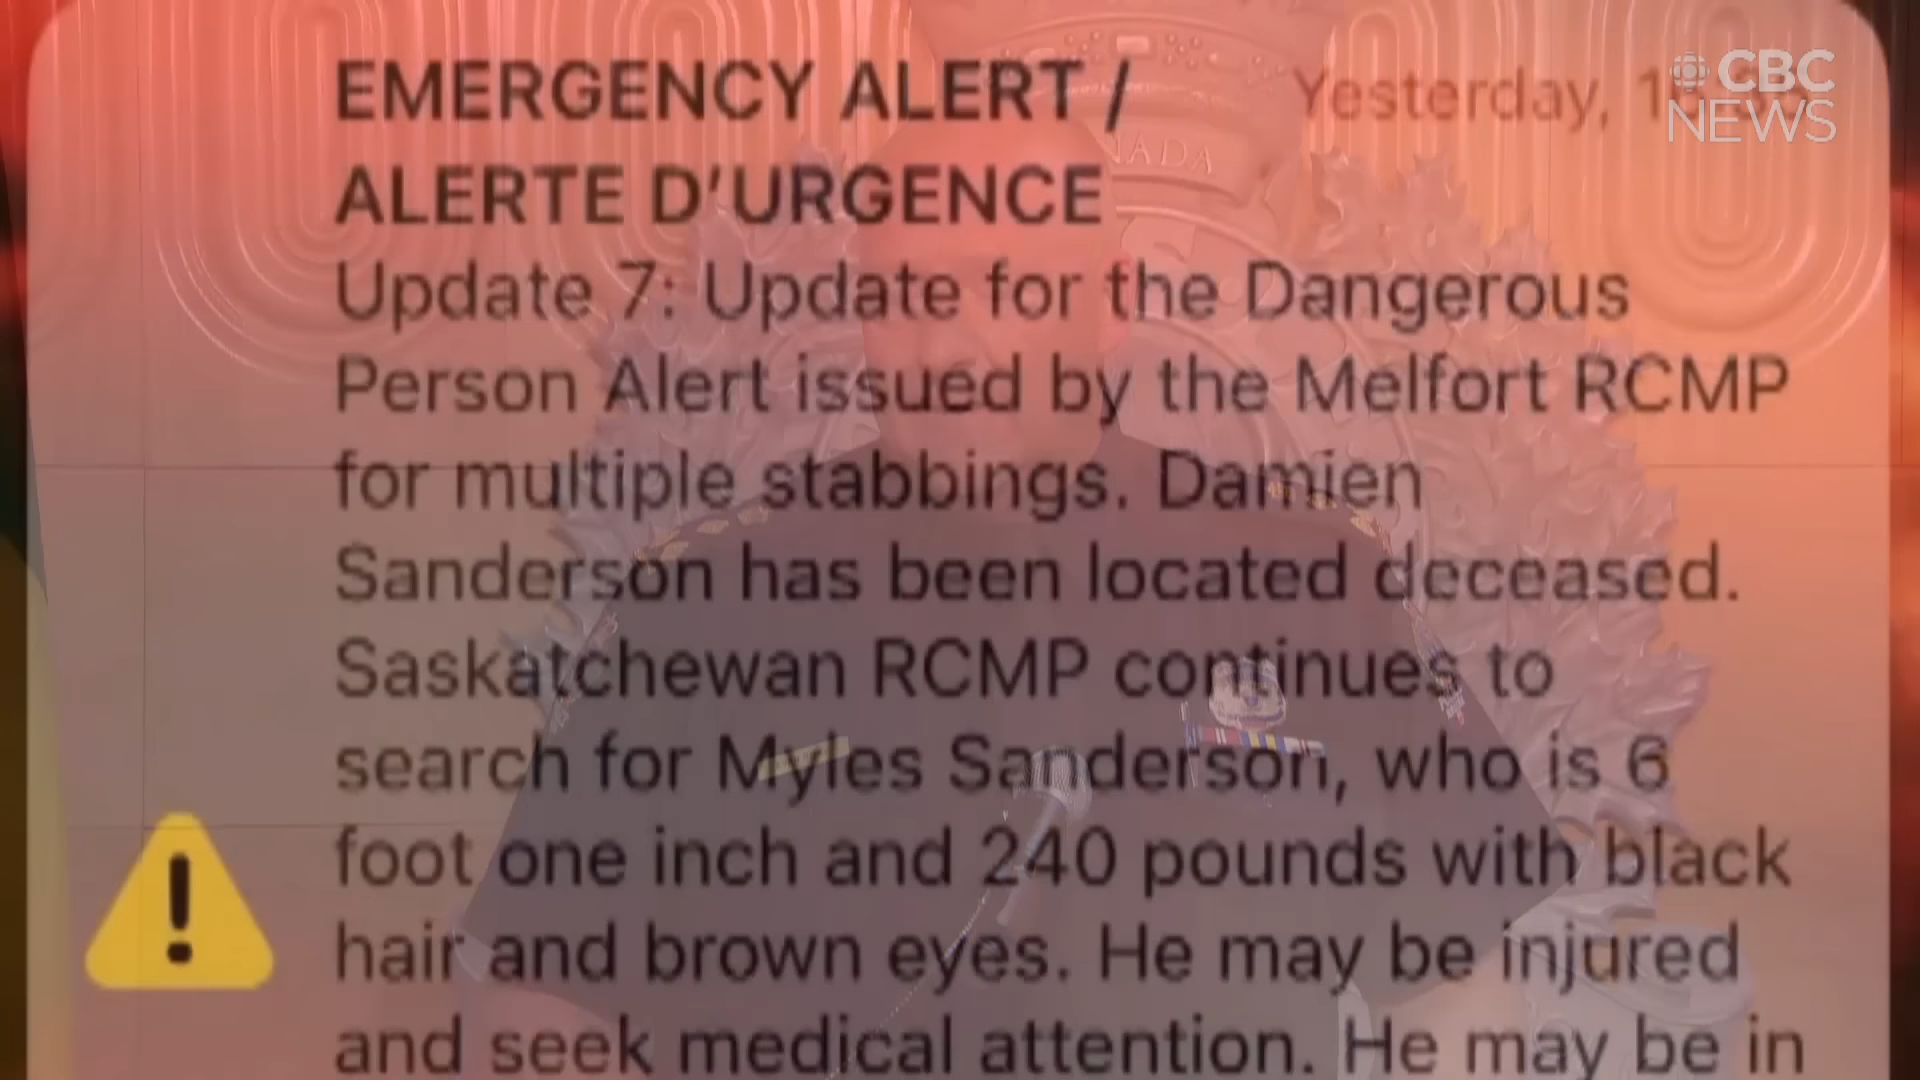 EMERGENCY ALERT /
Yesterday,
CBC
NEWS
ALERTE D'URGENCE
Update 7: Update for the Dangerous
Person Alert issued by the Melfort RCMP
for multiple stabbings. Damien
Sanderson has been located deceased.
Saskatchewan RCMP continues to
search for Myles Sanderson, who is 6
foot one inch and 240 pounds with black
hair and brown eyes. He may be injured
and seek medical attention. He may be in